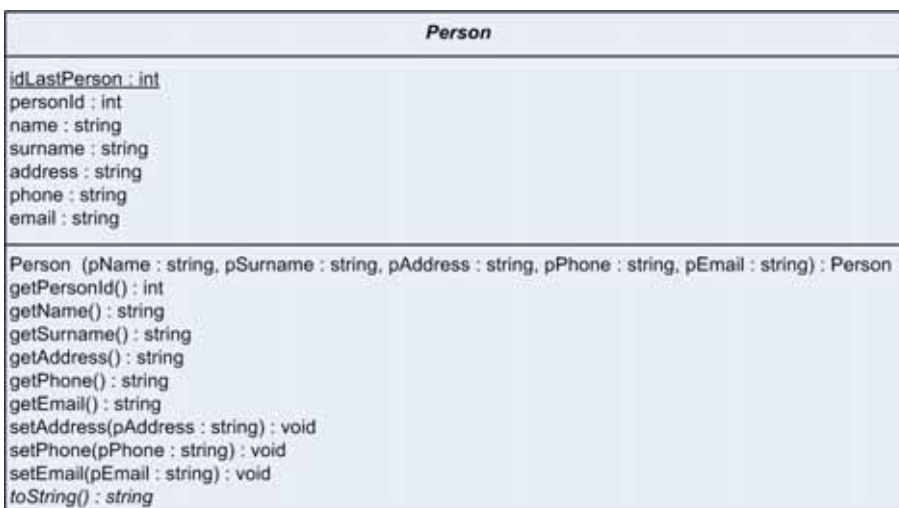 Person
idLastPerson : int
personId : int
name : string
surname : string
address : string
phone : string
email : string
Person (pName : string, pSurname : string, pAddress : string, pPhone : string, pEmail : string) : Person
getPersonId() : int
getName() : string
getSurname() : string
getAddress() : string
getPhone() : string
getEmail() : string
setAddress(pAddress : string) : void
setPhone(pPhone : string) : void
setEmail(pEmail : string) : void
toString() : string